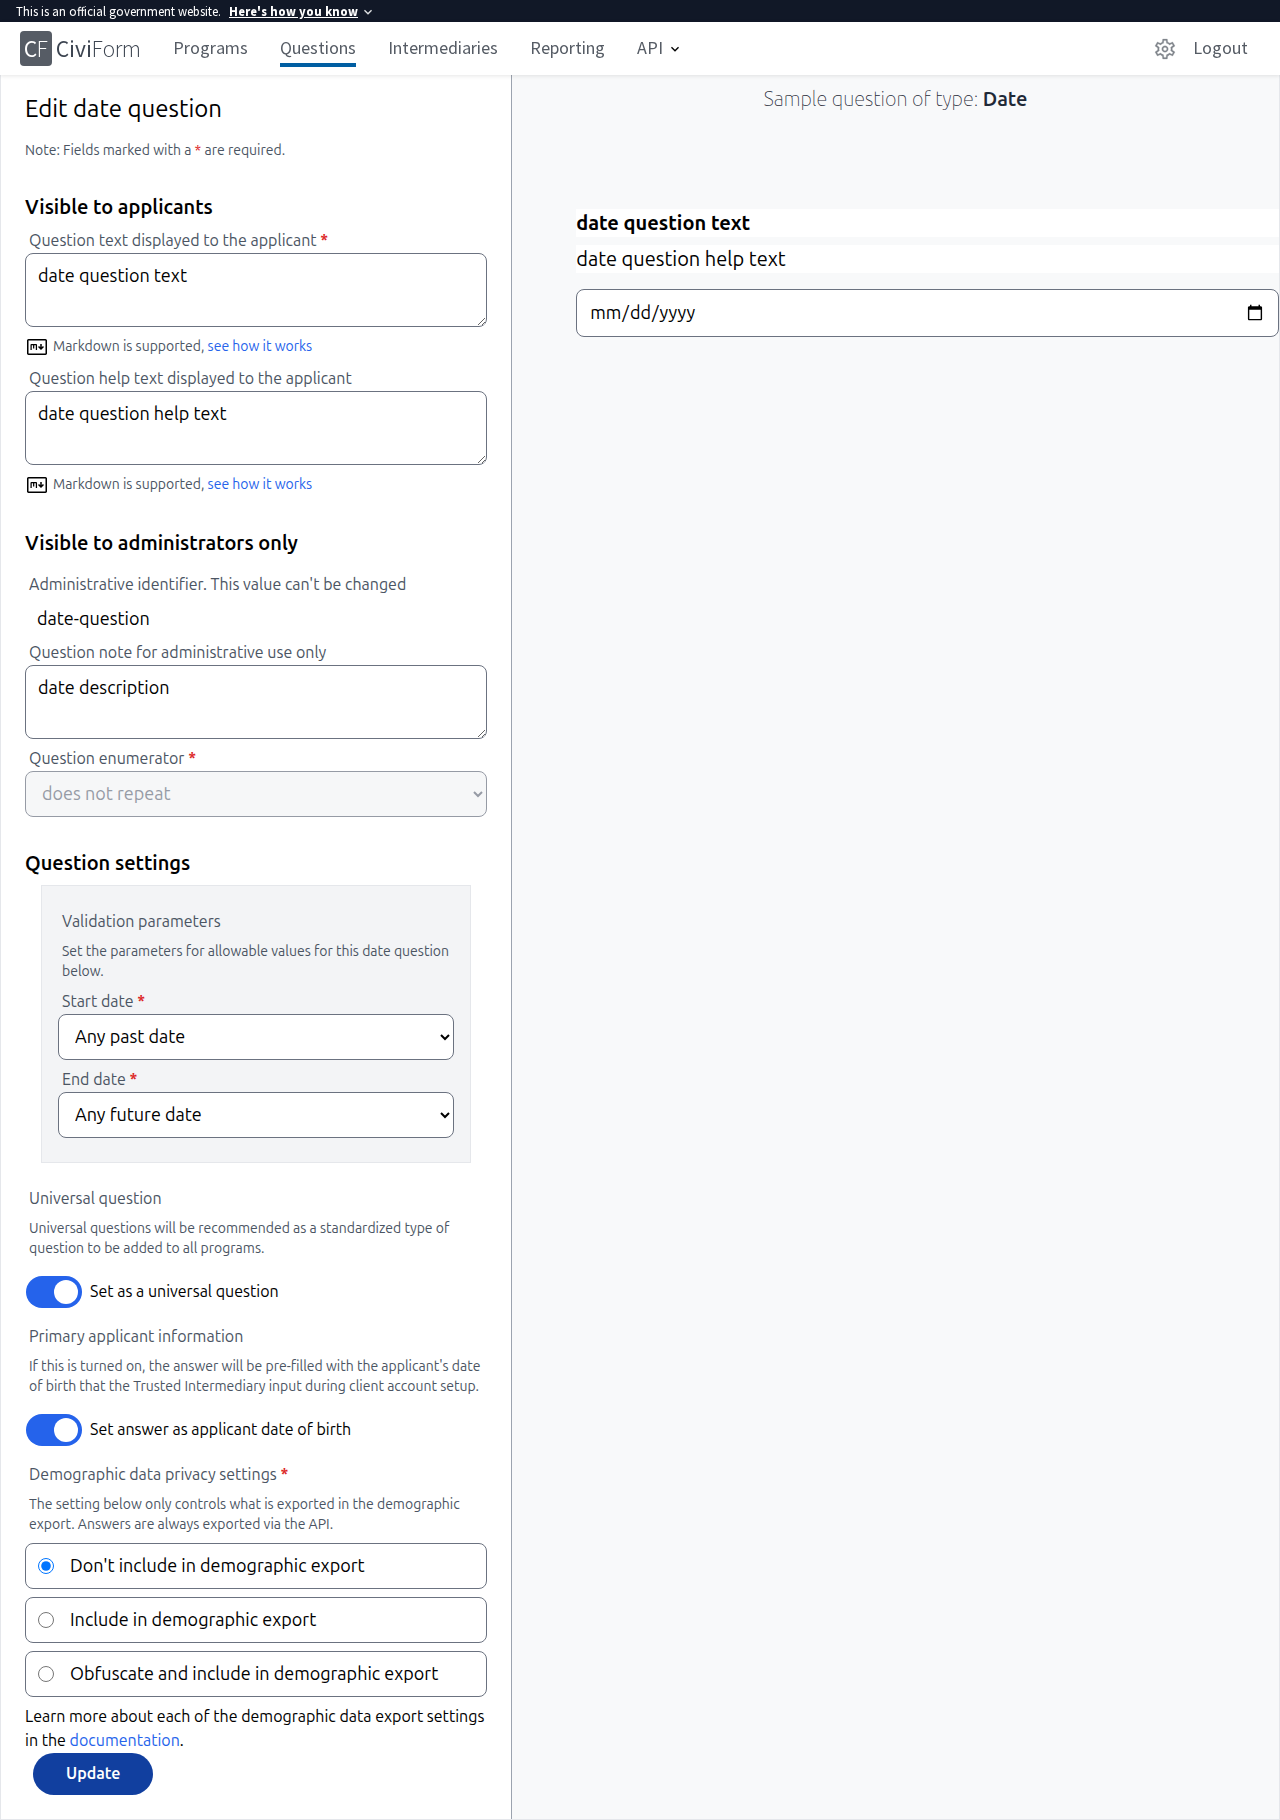 This is an official government website. Here's how you know
CF CiviForm Programs Questions Intermediaries Reporting API Logout
Edit date question
Note: Fields marked with a * are required.
Visible to applicants
Question text displayed to the applicant *
date question text
Markdown is supported, see how it works
Question help text displayed to the applicant
date question help text
Markdown is supported, see how it works
Visible to administrators only
Administrative identifier. This value can't be changed
date-question
Question note for administrative use only
date description
Question enumerator *
does not repeat
Question settings
Validation parameters
Set the parameters for allowable values for this date question
below.
Start date *
Any past date
End date *
Any future date
Universal question
Universal questions will be recommended as a standardized type of
question to be added to all programs.
Set as a universal question
Primary applicant information
If this is turned on, the answer will be pre-filled with the applicant's date
of birth that the Trusted Intermediary input during client account setup.
Set answer as applicant date of birth
Demographic data privacy settings *
The setting below only controls what is exported in the demographic
export. Answers are always exported via the API.
Don't include in demographic export
Include in demographic export
Obfuscate and include in demographic export
Learn more about each of the demographic data export settings
in the documentation.
Update
Sample question of type: Date
date question text
date question help text
mm/dd/yyyy